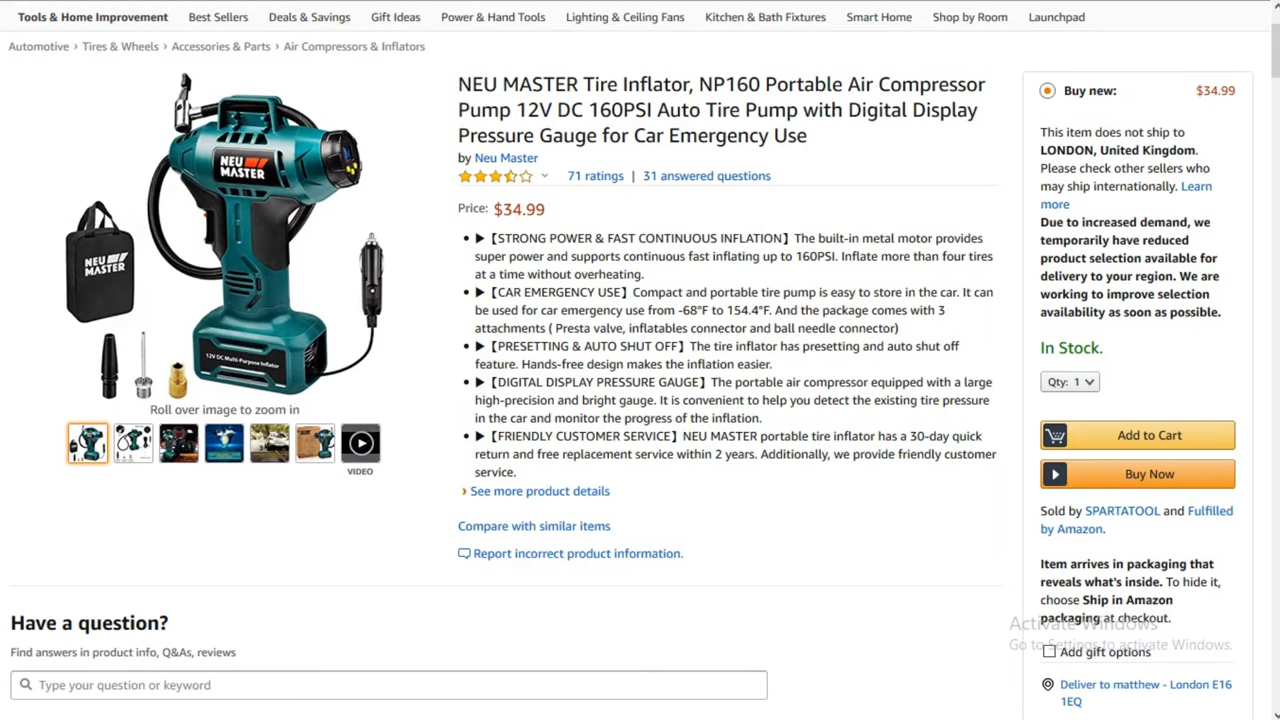 Tools & Home Improvement Best Sellers Deals & Savings Gift Ideas Power & Hand Tools Lighting & Ceiling Fans Kitchen & Bath Fixtures Smart Home Shop by Room Launchpad
Automotive › Tires & Wheels › Accessories & Parts › Air Compressors & Inflators
NEU MASTER
NEU MASTER
12V DC Multi-Purpose Inflator
Roll over image to zoom in
VIDEO
NEU MASTER Tire Inflator, NP160 Portable Air Compressor
Pump 12V DC 160PSI Auto Tire Pump with Digital Display
Pressure Gauge for Car Emergency Use
by Neu Master
71 ratings | 31 answered questions
Price: $34.99
• ▶【STRONG POWER & FAST CONTINUOUS INFLATION】The built-in metal motor provides
super power and supports continuous fast inflating up to 160PSI. Inflate more than four tires
at a time without overheating.
• ▶【CAR EMERGENCY USE】Compact and portable tire pump is easy to store in the car. It can
be used for car emergency use from -68°F to 154.4°F. And the package comes with 3
attachments ( Presta valve, inflatables connector and ball needle connector)
• ▶【PRESETTING & AUTO SHUT OFF】The tire inflator has presetting and auto shut off
feature. Hands-free design makes the inflation easier.
• ▶【DIGITAL DISPLAY PRESSURE GAUGE】The portable air compressor equipped with a large
high-precision and bright gauge. It is convenient to help you detect the existing tire pressure
in the car and monitor the progress of the inflation.
• ▶【FRIENDLY CUSTOMER SERVICE】NEU MASTER portable tire inflator has a 30-day quick
return and free replacement service within 2 years. Additionally, we provide friendly customer
service.
› See more product details
Compare with similar items
Report incorrect product information.
Buy new: $34.99
This item does not ship to
LONDON, United Kingdom.
Please check other sellers who
may ship internationally. Learn
more
Due to increased demand, we
temporarily have reduced
product selection available for
delivery to your region. We are
working to improve selection
availability as soon as possible.
In Stock.
Qty: 1
Add to Cart
Buy Now
Sold by SPARTATOOL and Fulfilled
by Amazon.
Item arrives in packaging that
reveals what's inside. To hide it,
choose Ship in Amazon
packaging at checkout.
Add gift options
Deliver to matthew - London E16
1EQ
Activate Windows
Go to Settings to activate Windows.
Have a question?
Find answers in product info, Q&As, reviews
Type your question or keyword